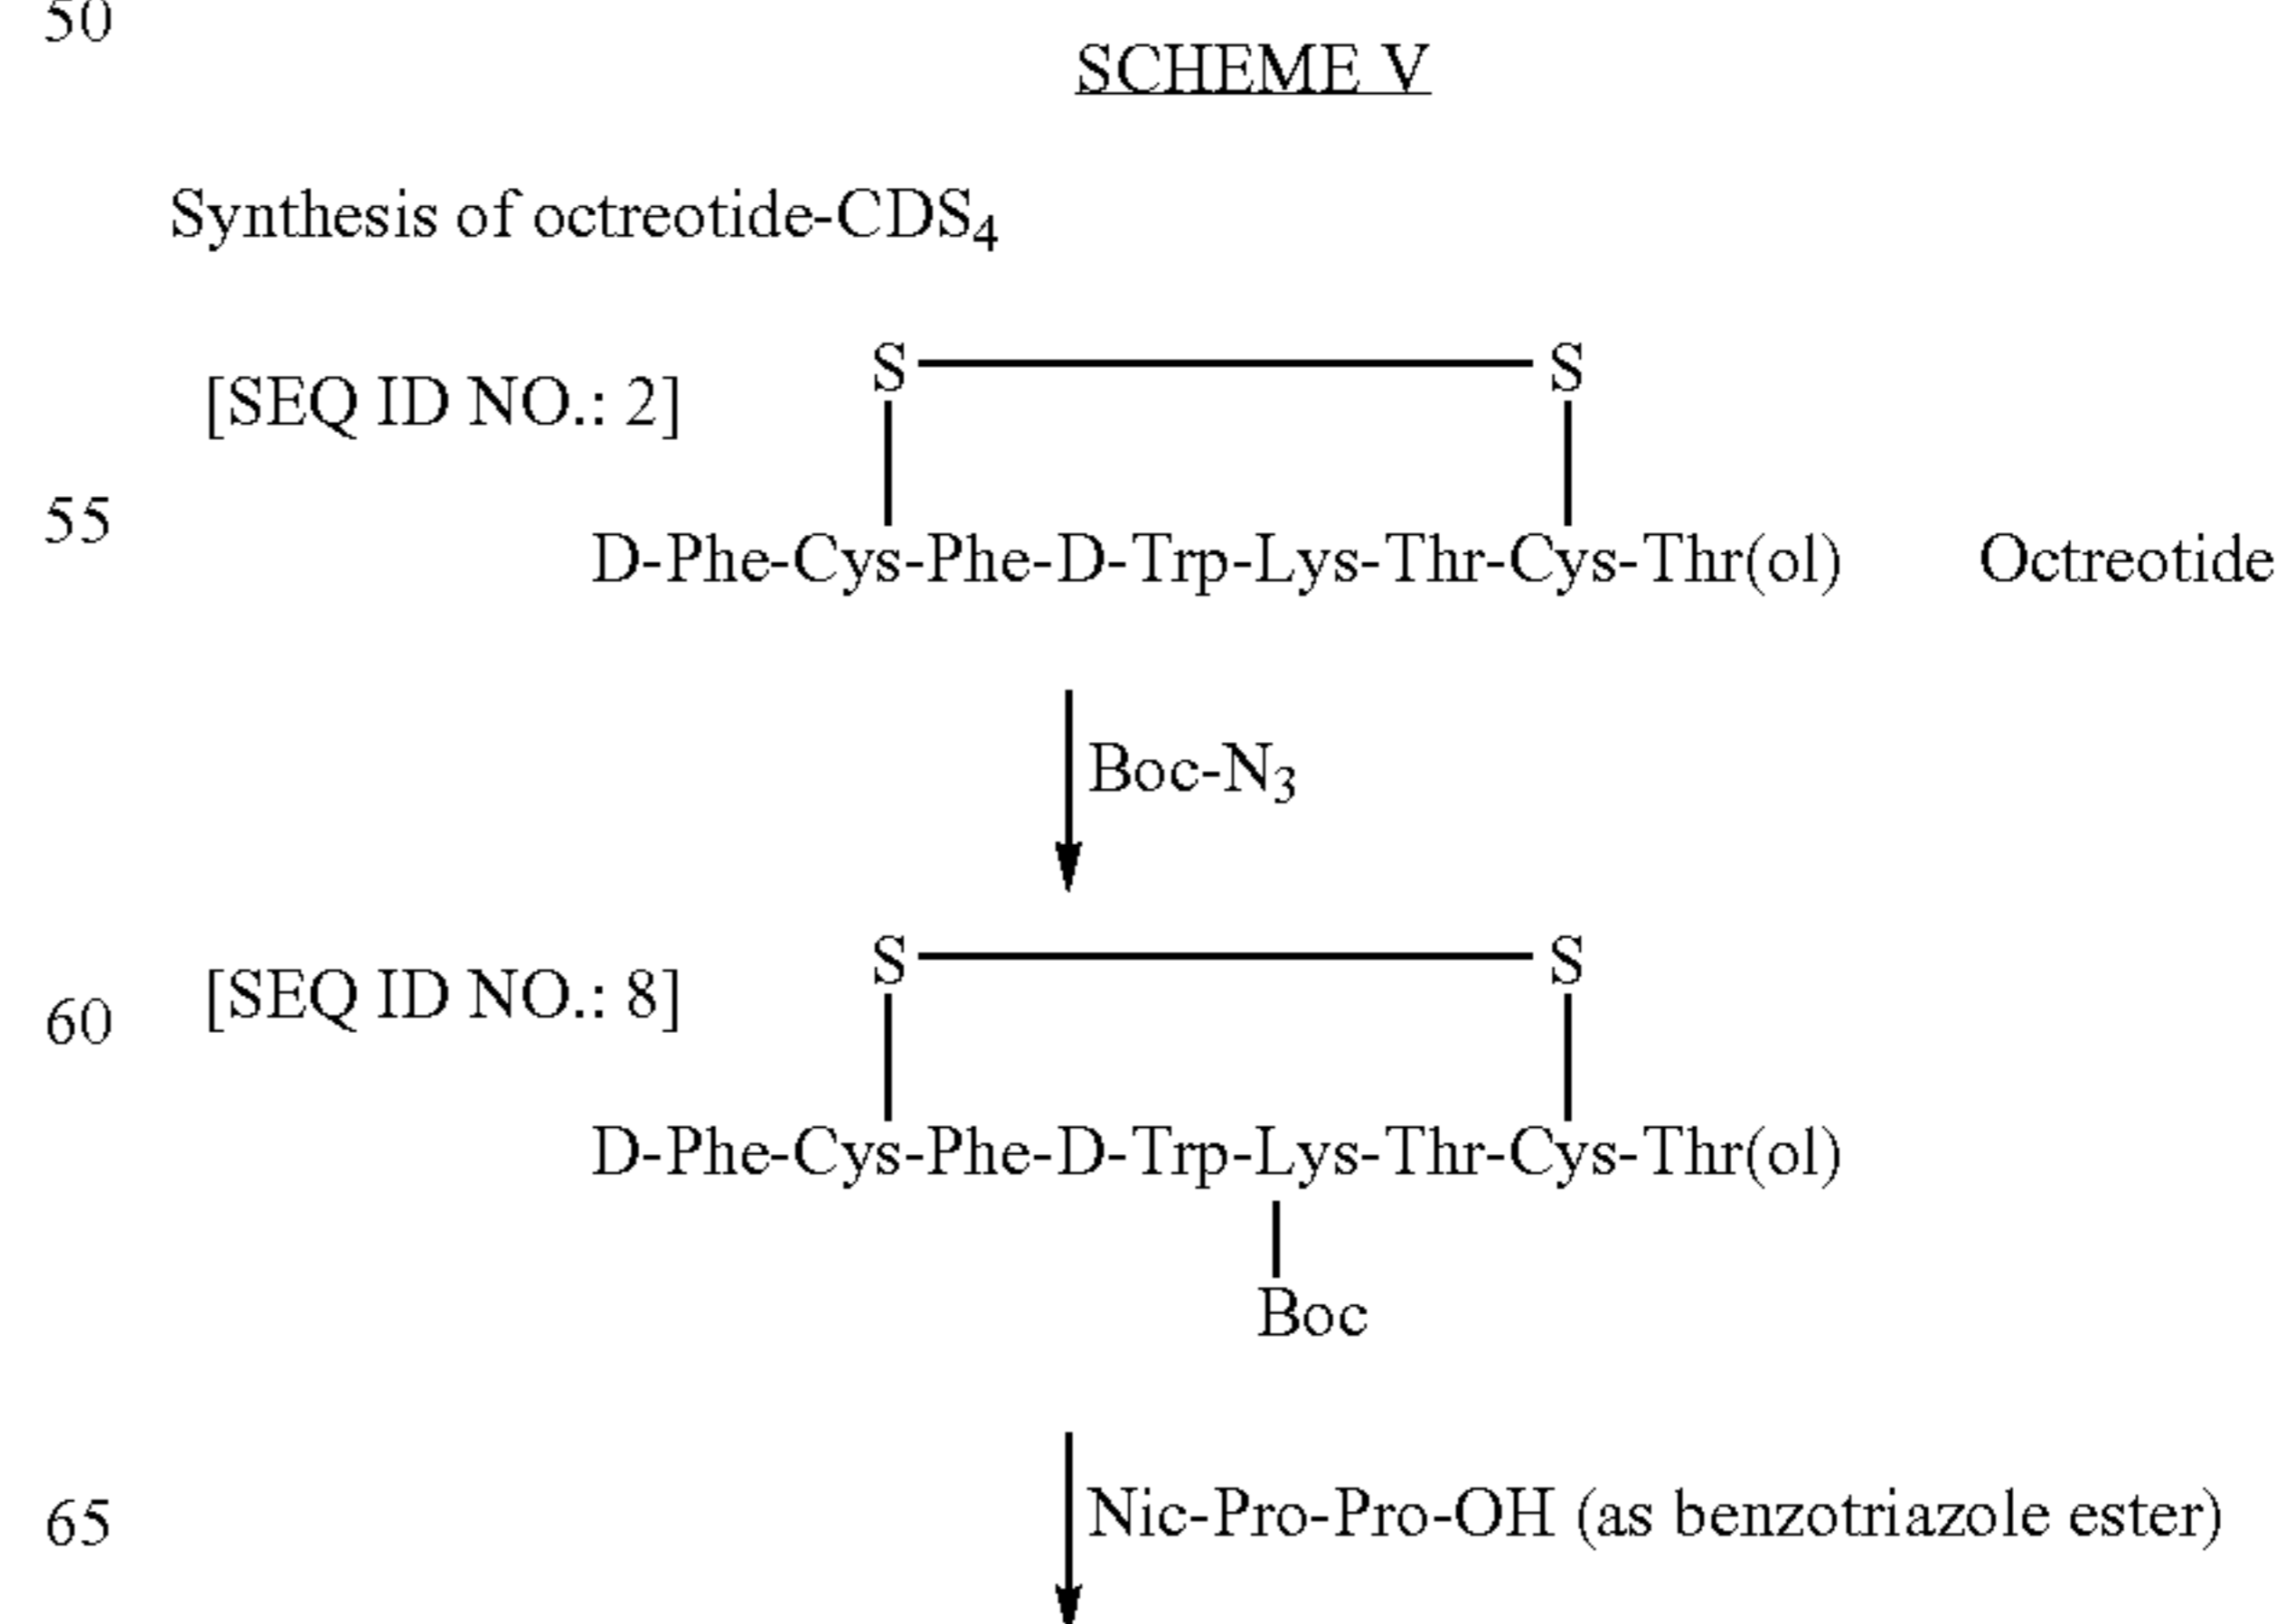 50
SCHEME V
Synthesis of octreotide-CDS4
S S
[SEQ ID NO.: 2]
55
D-Phe-Cys-Phe-D-Trp-Lys-Thr-Cys-Thr(ol) Octreotide
Boc-N3
S S
[SEQ ID NO.: 8]
60
D-Phe-Cys-Phe-D-Trp-Lys-Thr-Cys-Thr(ol)
Boc
65
Nic-Pro-Pro-OH (as benzotriazole ester)